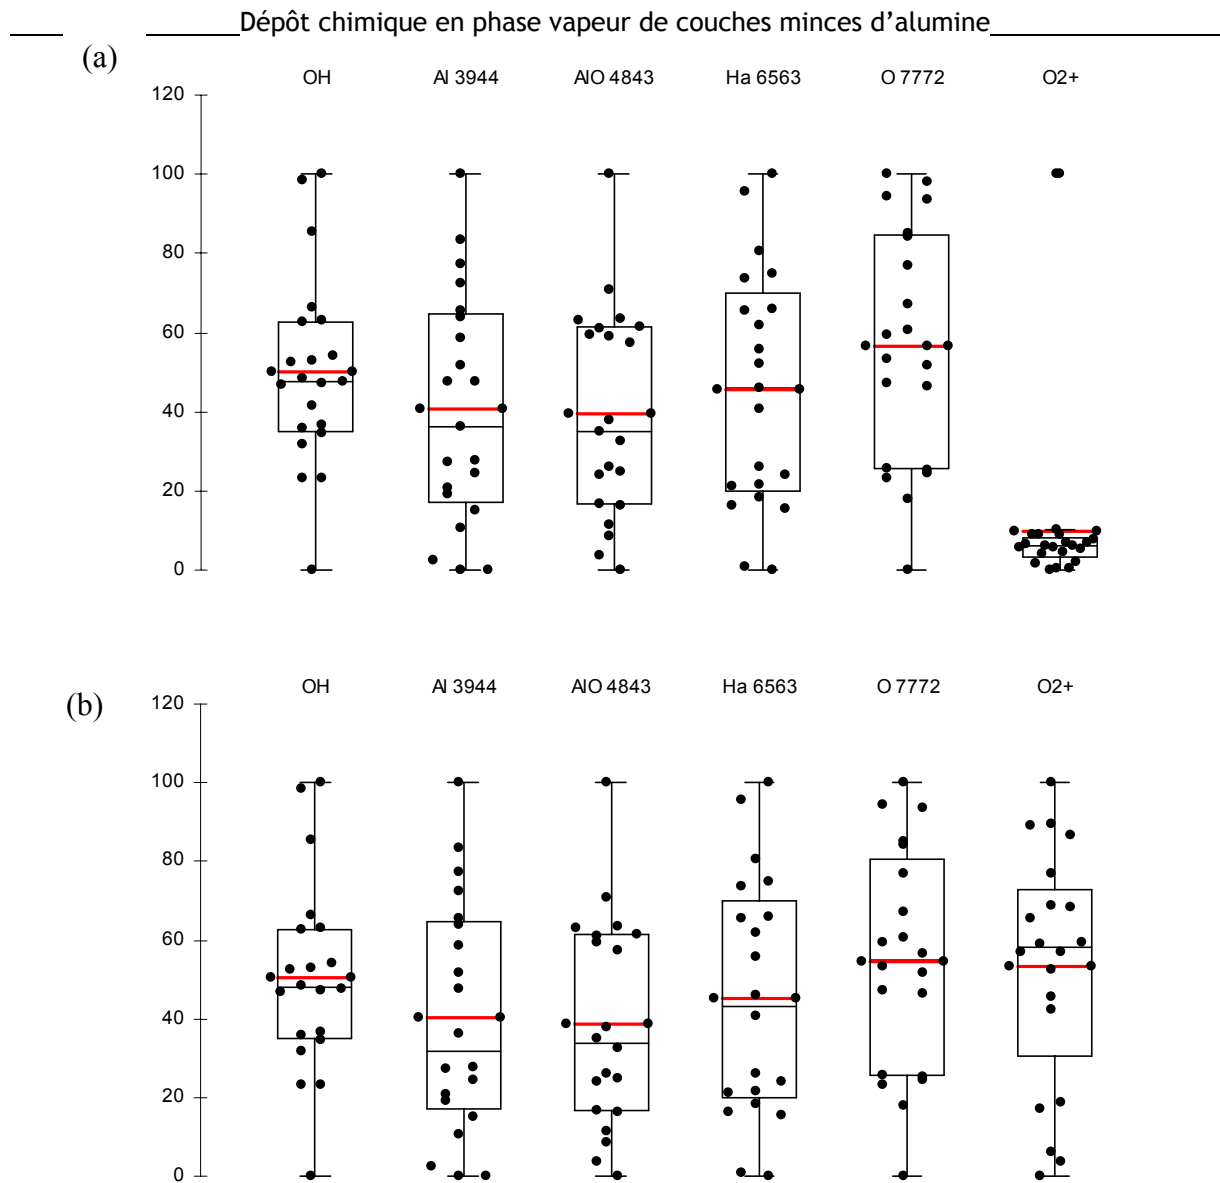 Dépôt chimique en phase vapeur de couches minces d’alumine
(a)
OH Al 3944 AlO 4843 Ha 6563 O 7772 O2+
120
100
80
60
40
20
0
(b)
OH Al 3944 AlO 4843 Ha 6563 O 7772 O2+
120
100
80
60
40
20
0